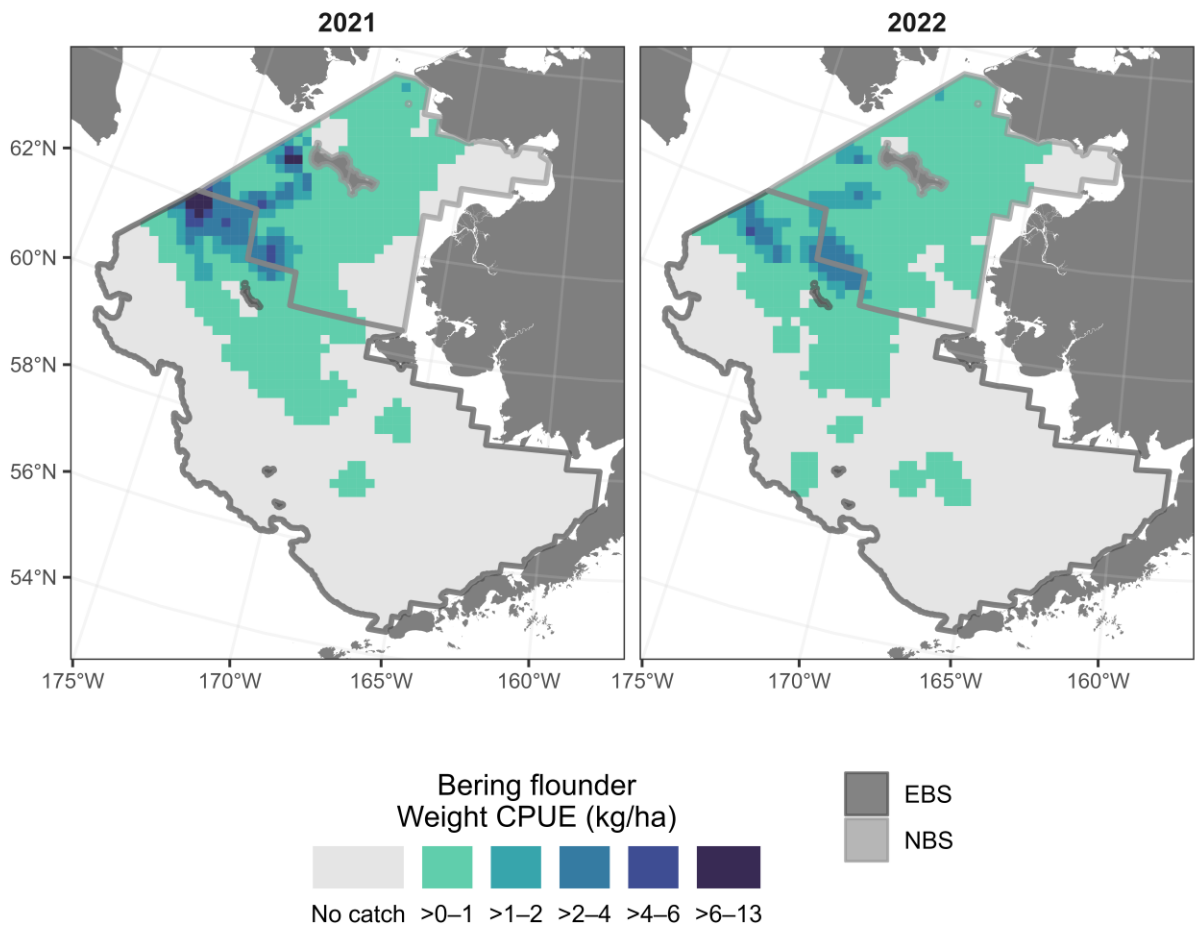 2021
2022
62°N
60°N
58°N
56°N
54°N
175°W
170°W
165°W
160°W
175°W
170°W
165°W
160°W
Bering flounder
Weight CPUE (kg/ha)
No catch
>0–1
>1–2
>2–4
>4–6
>6–13
EBS
NBS